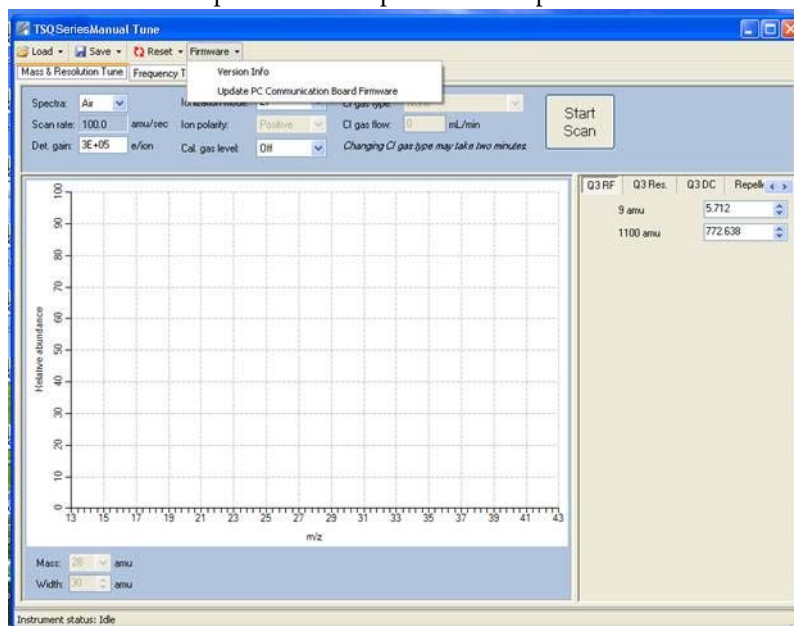 TSQ Series Manual Tune
Load Save Reset Firmware
Version Info
Update PC Communication Board Firmware
Mass & Resolution Tune Frequency T
Spectra: Air
Scan rate: 100.0 amu/sec Ion polarity: Positive CI gas flow: 0 mL/min
Det. gain: 3E+05 e/ion Cal. gas level: Off Changing CI gas type may take two minutes.
Start
Scan
Q3 RF Q3 Res. Q3 DC Repelle
9 amu 5.712
1100 amu 772.638
Relative abundance
100
90
80
70
60
50
40
30
20
10
0
13 15 17 19 21 23 25 27 29 31 33 35 37 39 41 43
m/z
Mass: 28 amu
Width: 30 amu
Instrument status: Idle